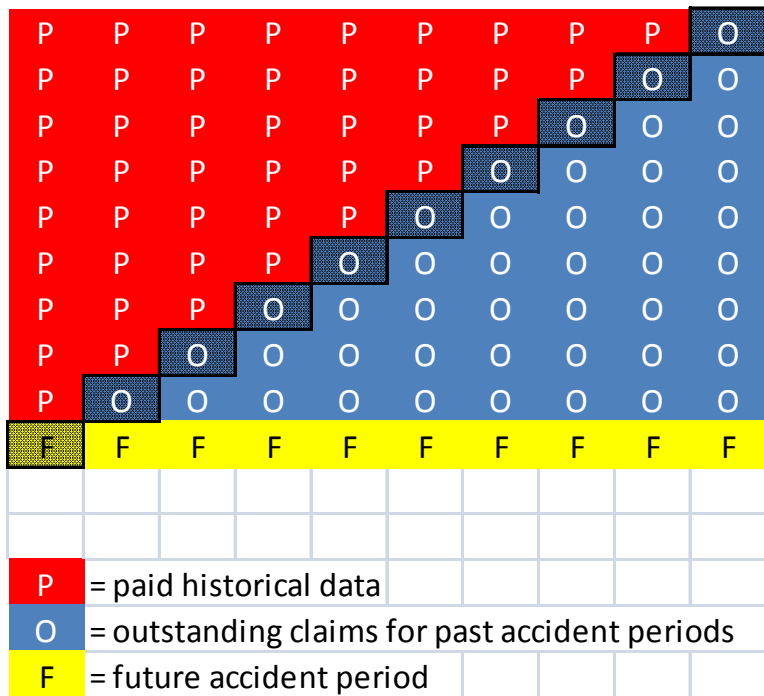 P P P P P P P P P O
P P P P P P P P O O
P P P P P P P O O O
P P P P P P O O O O
P P P P P O O O O O
P P P P O O O O O O
P P P O O O O O O O
P P O O O O O O O O
P O O O O O O O O O
F F F F F F F F F F
P = paid historical data
O = outstanding claims for past accident periods
F = future accident period